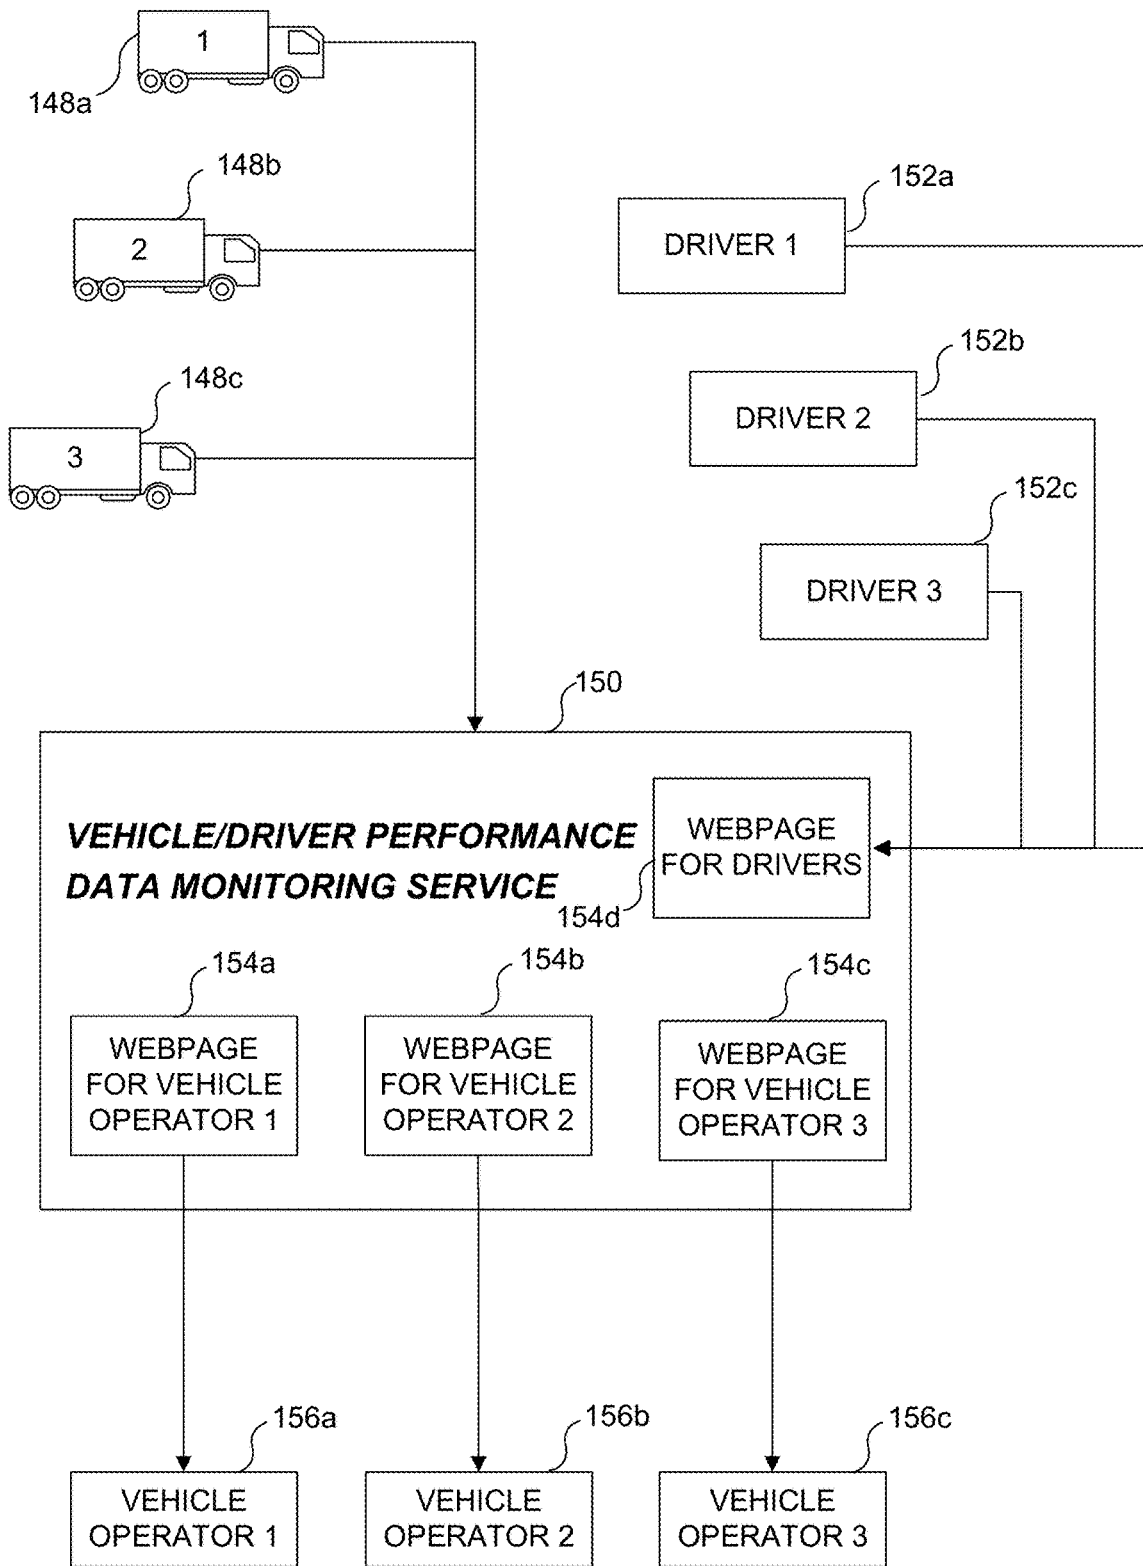 1
148a
148b
2
152a
DRIVER 1
152b
148c
DRIVER 2
3
152c
DRIVER 3
150
VEHICLE/DRIVER PERFORMANCE
DATA MONITORING SERVICE
WEBPAGE
FOR DRIVERS
154d
154a
154b
154c
WEBPAGE
FOR VEHICLE
OPERATOR 1
WEBPAGE
FOR VEHICLE
OPERATOR 2
WEBPAGE
FOR VEHICLE
OPERATOR 3
156a
156b
156c
VEHICLE
OPERATOR 1
VEHICLE
OPERATOR 2
VEHICLE
OPERATOR 3